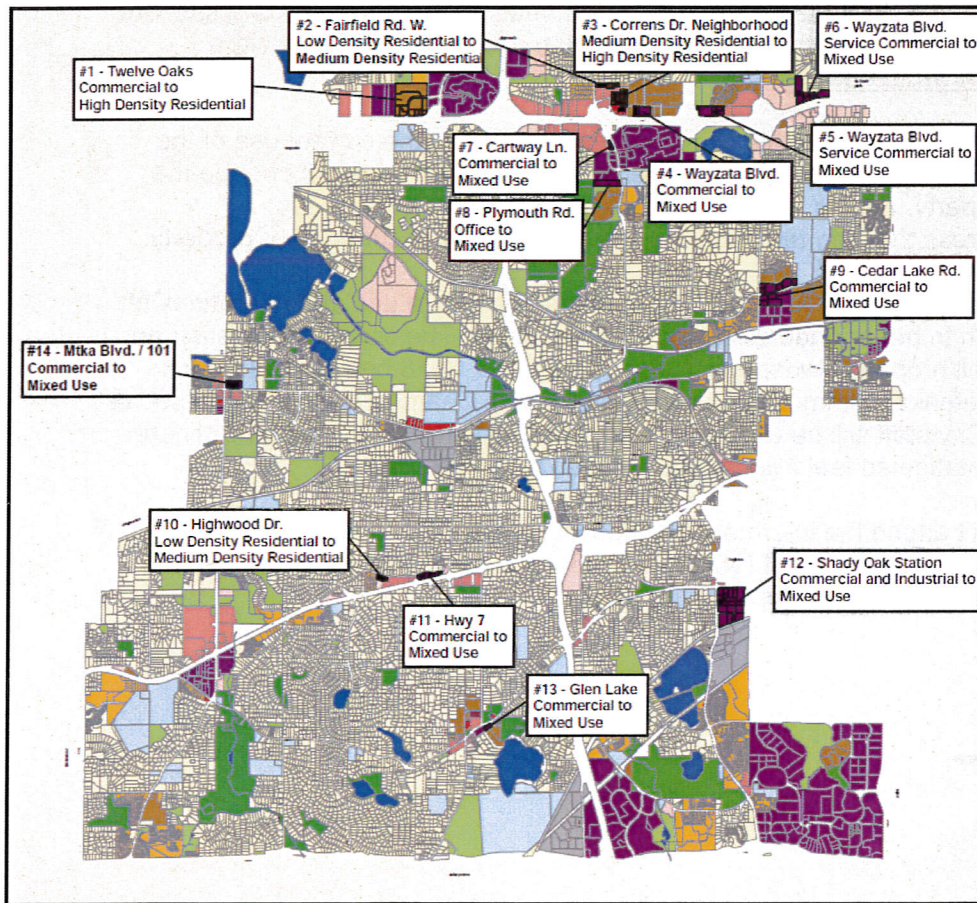 #1 - Twelve Oaks
Commercial to
High Density Residential
#2 - Fairfield Rd. W.
Low Density Residential to
Medium Density Residential
#3 - Correns Dr. Neighborhood
Medium Density Residential to
High Density Residential
#6 - Wayzata Blvd.
Service Commercial to
Mixed Use
#7 - Cartway Ln.
Commercial to
Mixed Use
#4 - Wayzata Blvd.
Commercial to
Mixed Use
#5 - Wayzata Blvd.
Service Commercial to
Mixed Use
#8 - Plymouth Rd.
Office to
Mixed Use
#9 - Cedar Lake Rd.
Commercial to
Mixed Use
#14 - Mtka Blvd. / 101
Commercial to
Mixed Use
#10 - Highwood Dr.
Low Density Residential to
Medium Density Residential
#11 - Hwy 7
Commercial to
Mixed Use
#12 - Shady Oak Station
Commercial and Industrial to
Mixed Use
#13 - Glen Lake
Commercial to
Mixed Use